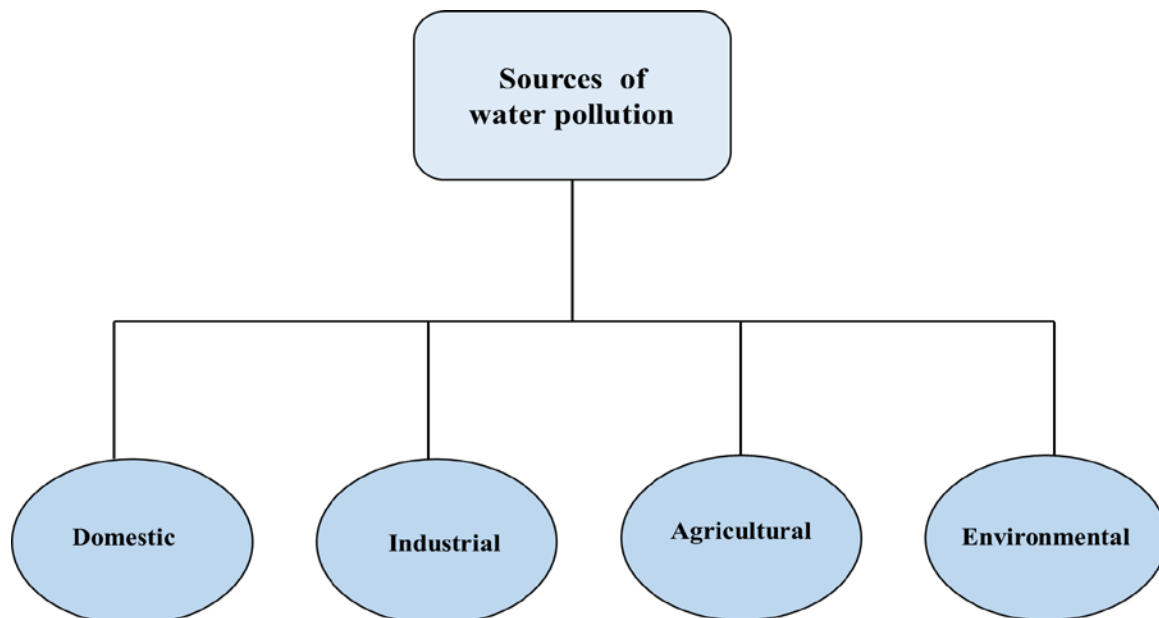 Sources of
water pollution
Domestic
Industrial
Agricultural
Environmental